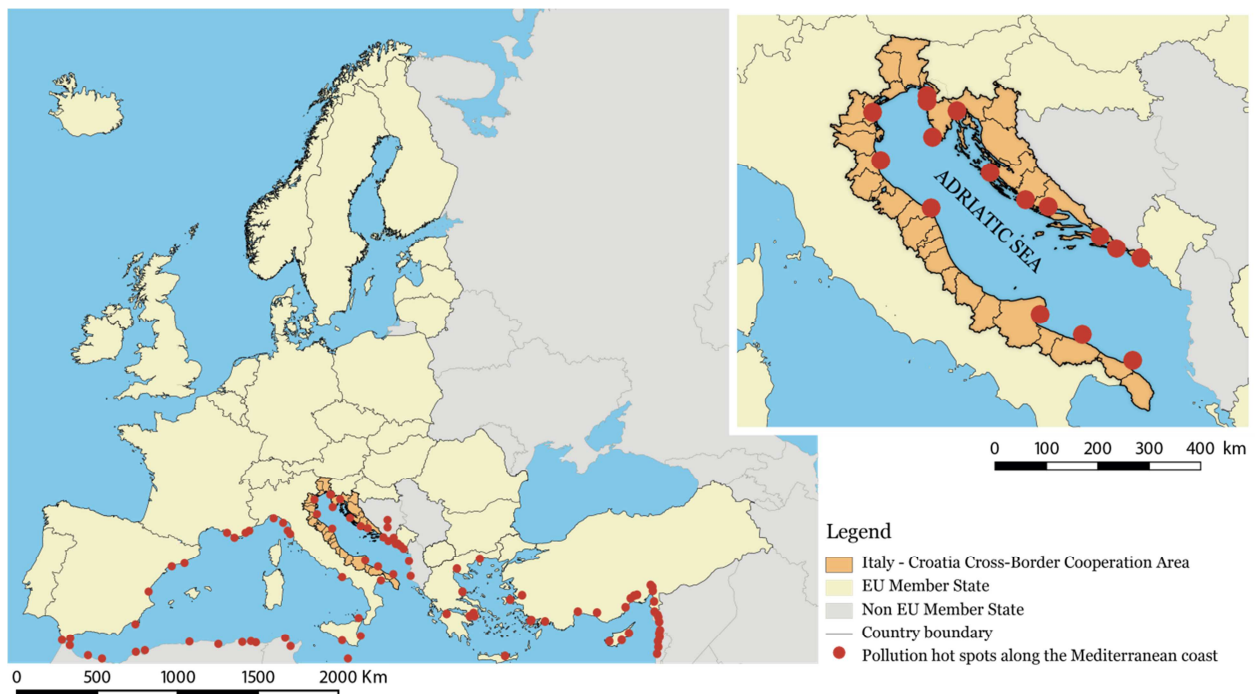 ADRIATIC SEA
0 100 200 300 400 km
Legend
Italy - Croatia Cross-Border Cooperation Area
EU Member State
Non EU Member State
Country boundary
Pollution hot spots along the Mediterranean coast
0 500 1000 1500 2000 Km